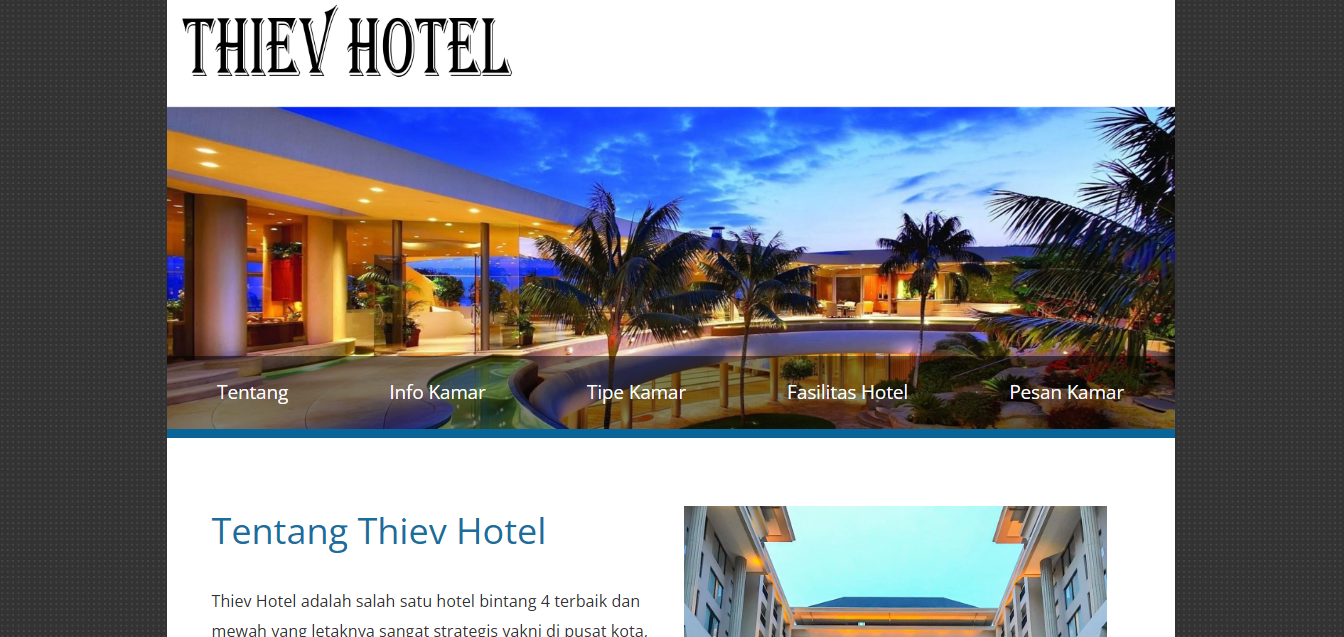 THIEV HOTEL
Tentang
Info Kamar
Tipe Kamar
Fasilitas Hotel
Pesan Kamar
Tentang Thiev Hotel
Thiev Hotel adalah salah satu hotel bintang 4 terbaik dan
mewah yang letaknya sangat strategis yakni di pusat kota.